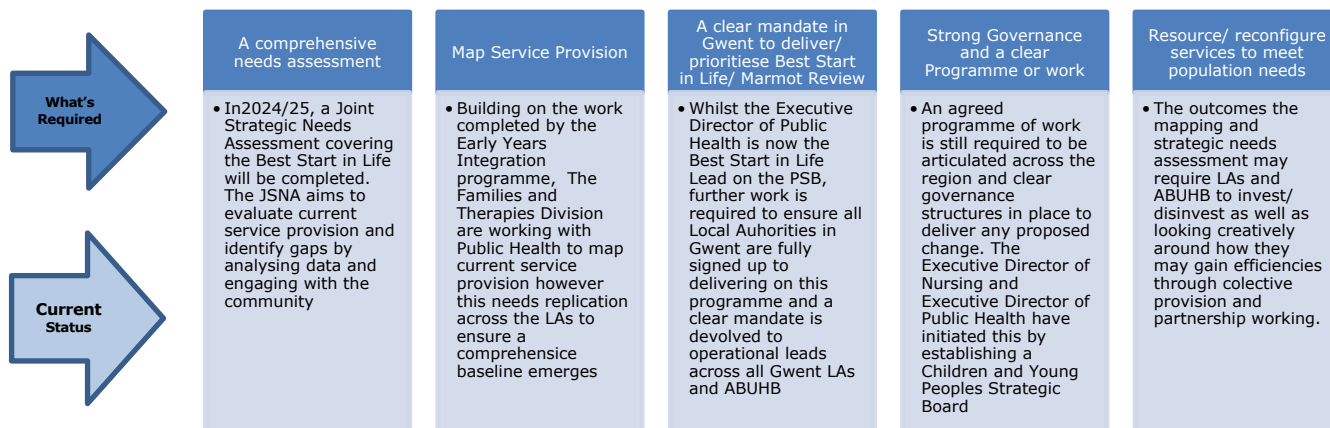 What's
Required
Current
Status
A comprehensive
needs assessment
• In2024/25, a Joint
Strategic Needs
Assessment covering
the Best Start in Life
will be completed.
The JSNA aims to
evaluate current
service provision and
identify gaps by
analysing data and
engaging with the
community
Map Service Provision
• Building on the work
completed by the
Early Years
Integration
programme, The
Families and
Therapies Division
are working with
Public Health to map
current service
provision however
this needs replication
across the LAs to
ensure a
comprehensice
baseline emerges
A clear mandate in
Gwent to deliver/
prioritiese Best Start
in Life/ Marmot Review
• Whilst the Executive
Director of Public
Health is now the
Best Start in Life
Lead on the PSB,
further work is
required to ensure all
Local Auhorities in
Gwent are fully
signed up to
delivering on this
programme and a
clear mandate is
devolved to
operational leads
across all Gwent LAs
and ABUHB
Strong Governance
and a clear
Programme or work
• An agreed
programme of work
is still required to be
articulated across the
region and clear
governance
structures in place to
deliver any proposed
change. The
Executive Director of
Nursing and
Executive Director of
Public Health have
initiated this by
establishing a
Children and Young
Peoples Strategic
Board
Resource/ reconfigure
services to meet
population needs
• The outcomes the
mapping and
strategic needs
assessment may
require LAs and
ABUHB to invest/
disinvest as well as
looking creatively
around how they
may gain efficiencies
through colective
provision and
partnership working.